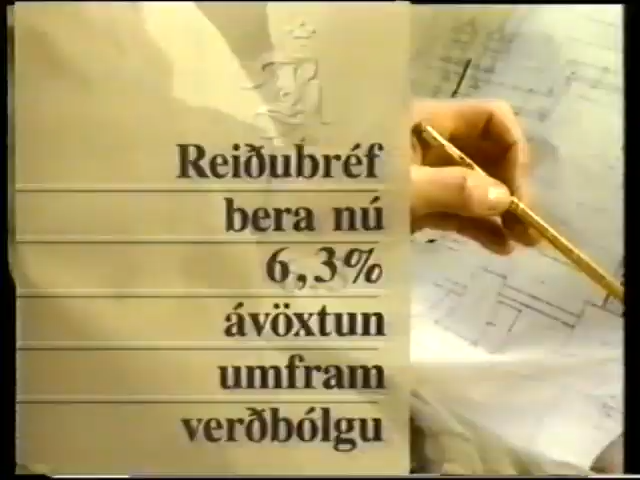 Reiðubréf
bera nú
6,3%
ávöxtun
umfram
verðbólgu